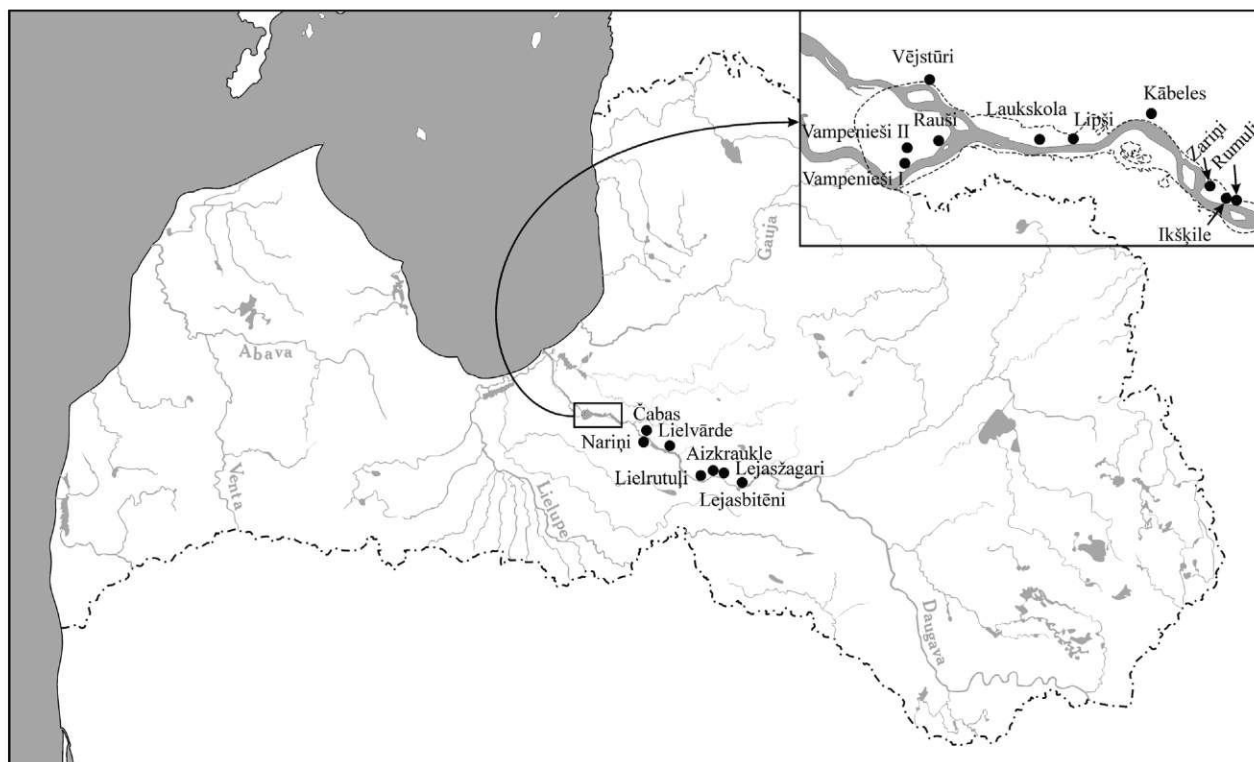 Vējstūri
Kābeles
Laukskola
Lipši
Rauši
Vampenieši II
Zariņi
Rumuļi
Vampenieši I
Ikšķile
Gauja
Abava
Čabas
Nariņi
Lielvārde
Aizkraukle
Lielrutuļi
Lejasžagari
Lejasbitēni
Venta
Lielupe
Daugava